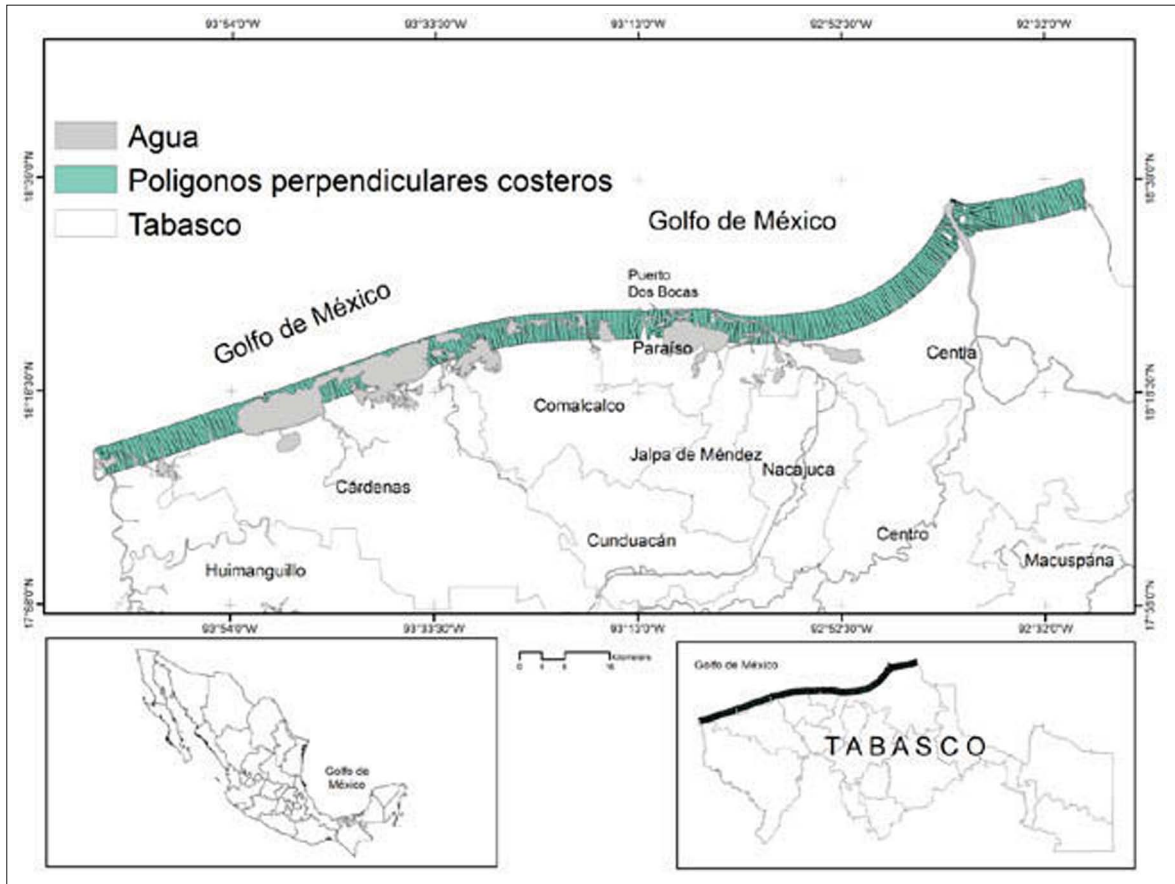 93°54'0"W 93°33'30"W 93°13'0"W 92°52'30"W 92°32'0"W
Agua
Poligonos perpendiculares costeros
Tabasco
Golfo de México
Puerto
Dos Bocas
Golfo de México
Paraíso
Centla
Comalcalco
Jalpa de Méndez
Nacajuca
Cárdenas
Cunduacán
Centro
Huimanguillo
Macuspana
93°54'0"W 93°33'30"W 93°13'0"W 92°52'30"W 92°32'0"W
Golfo de
México
Kilometers
Golfo de México
TABASCO